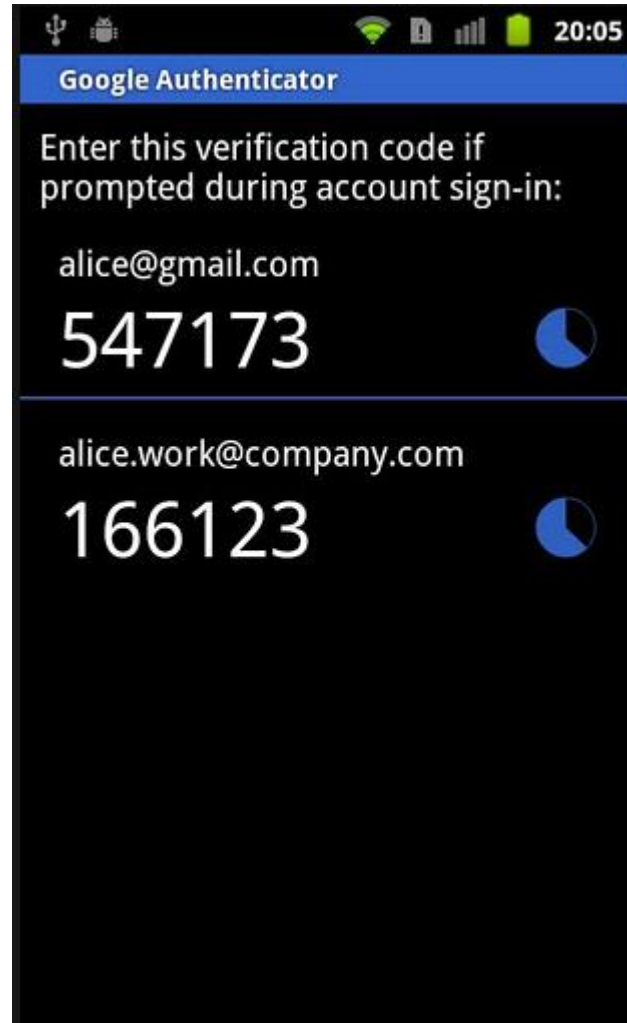 20:05
Google Authenticator
Enter this verification code if
prompted during account sign-in:
alice@gmail.com
547173
alice.work@company.com
166123